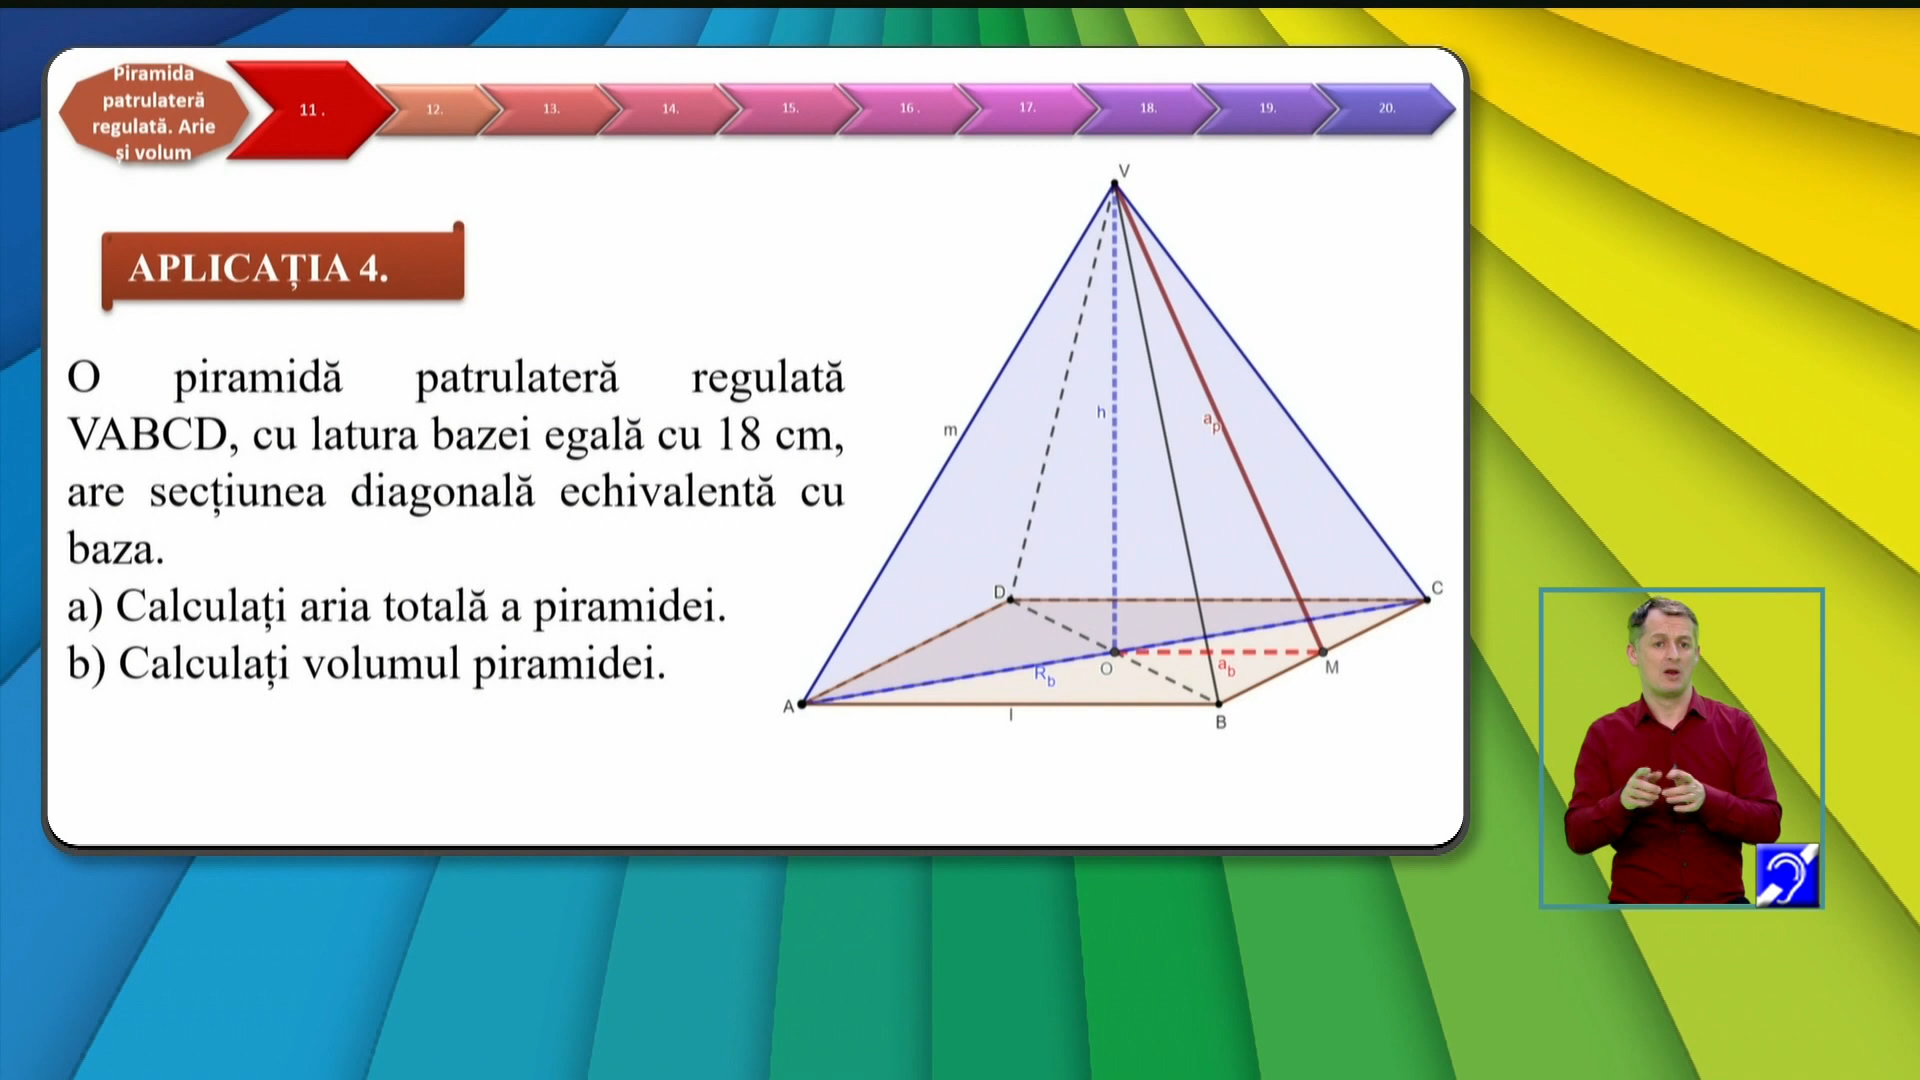 Piramida
patrulateră
regulată. Arie
și volum
11 .
12.
13.
14.
15.
16 .
17.
18.
19.
20.
APLICAȚIA 4.
O piramidă patrulateră regulată
VABCD, cu latura bazei egală cu 18 cm,
are secțiunea diagonală echivalentă cu
baza.
a) Calculați aria totală a piramidei.
b) Calculați volumul piramidei.
V
h
ap
m
D
C
O
ab
M
Rb
A
l
B